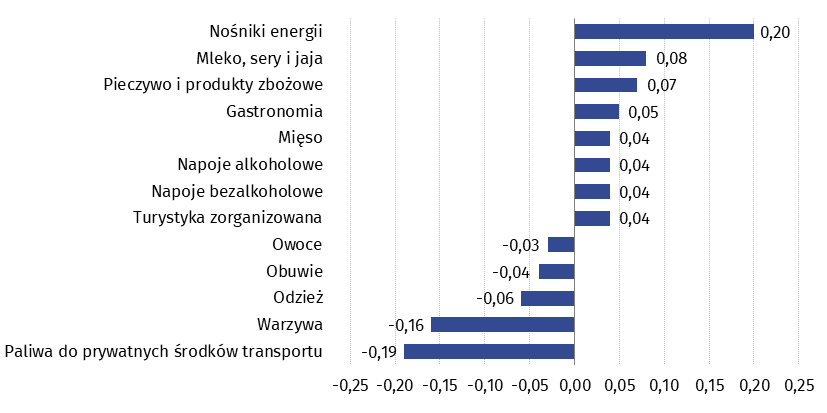 Nośniki energii 0,20
Mleko, sery i jaja 0,08
Pieczywo i produkty zbożowe 0,07
Gastronomia 0,05
Mięso 0,04
Napoje alkoholowe 0,04
Napoje bezalkoholowe 0,04
Turystyka zorganizowana 0,04
Owoce -0,03
Obuwie -0,04
Odzież -0,06
Warzywa -0,16
Paliwa do prywatnych środków transportu -0,19
-0,25 -0,20 -0,15 -0,10 -0,05 0,00 0,05 0,10 0,15 0,20 0,25